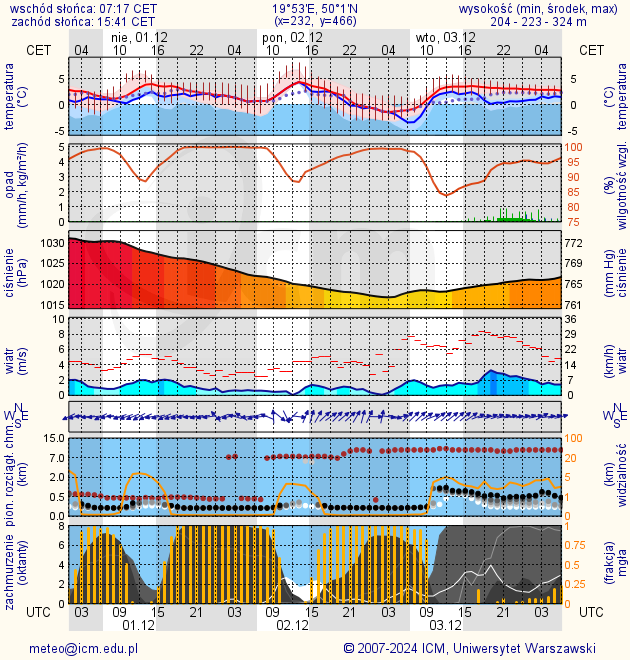 wschód słońca: 07:17 CET 19°53'E, 50°1'N wysokość (min, środek, max)
zachód słońca: 15:41 CET (x=232, y=466) 204 - 223 - 324 m
nie, 01.12 pon, 02.12 wto, 03.12
CET 04 10 16 22 04 10 16 22 04 10 16 22 04 CET
temperatura (°C) 5 0 -5 5 0 -5 (°C) temperatura
opad (mm/h, kg/m²/h) 5 4 3 2 1 0 100 95 90 85 80 75 (%) wilgotność wzgl.
ciśnienie (hPa) 1030 1025 1020 1015 772 769 765 761 (mm Hg) ciśnienie
wiatr (m/s) 10 8 6 4 2 0 36 29 22 14 7 0 (km/h) wiatr
N W E S N W E S
pion. rozciągł. chm. (km) 15.0 7.0 2.0 0.5 0.0 100 20 5 1 0 (km) widzialność
zachmurzenie (oktanty) 8 6 4 2 0 1 0.75 0.5 0.25 0 (frakcja) mgła
UTC 03 09 15 21 03 09 15 21 03 09 15 21 03 UTC
01.12 02.12 03.12
meteo@icm.edu.pl © 2007-2024 ICM, Uniwersytet Warszawski